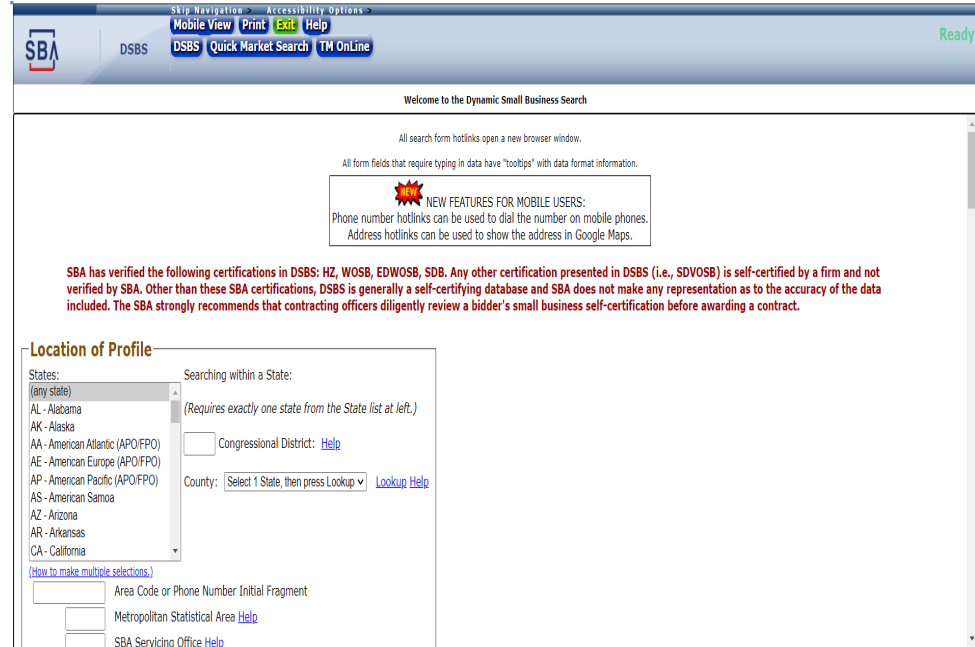 Skip Navigation > Accessibility Options >
Mobile View Print Exit Help
SBA DSBS DSBS Quick Market Search TM OnLine
Ready
Welcome to the Dynamic Small Business Search
All search form hotlinks open a new browser window.
All form fields that require typing in data have "tooltips" with data format information.
NEW NEW FEATURES FOR MOBILE USERS:
Phone number hotlinks can be used to dial the number on mobile phones.
Address hotlinks can be used to show the address in Google Maps.
SBA has verified the following certifications in DSBS: HZ, WOSB, EDWOSB, SDB. Any other certification presented in DSBS (i.e., SDVOSB) is self-certified by a firm and not
verified by SBA. Other than these SBA certifications, DSBS is generally a self-certifying database and SBA does not make any representation as to the accuracy of the data
included. The SBA strongly recommends that contracting officers diligently review a bidder's small business self-certification before awarding a contract.
Location of Profile
States:
(any state)
AL - Alabama
AK - Alaska
AA - American Atlantic (APO/FPO)
AE - American Europe (APO/FPO)
AP - American Pacific (APO/FPO)
AS - American Samoa
AZ - Arizona
AR - Arkansas
CA - California
(How to make multiple selections.)
Searching within a State:
(Requires exactly one state from the State list at left.)
Congressional District: Help
County: Select 1 State, then press Lookup Lookup Help
Area Code or Phone Number Initial Fragment
Metropolitan Statistical Area Help
SBA Servicing Office Help